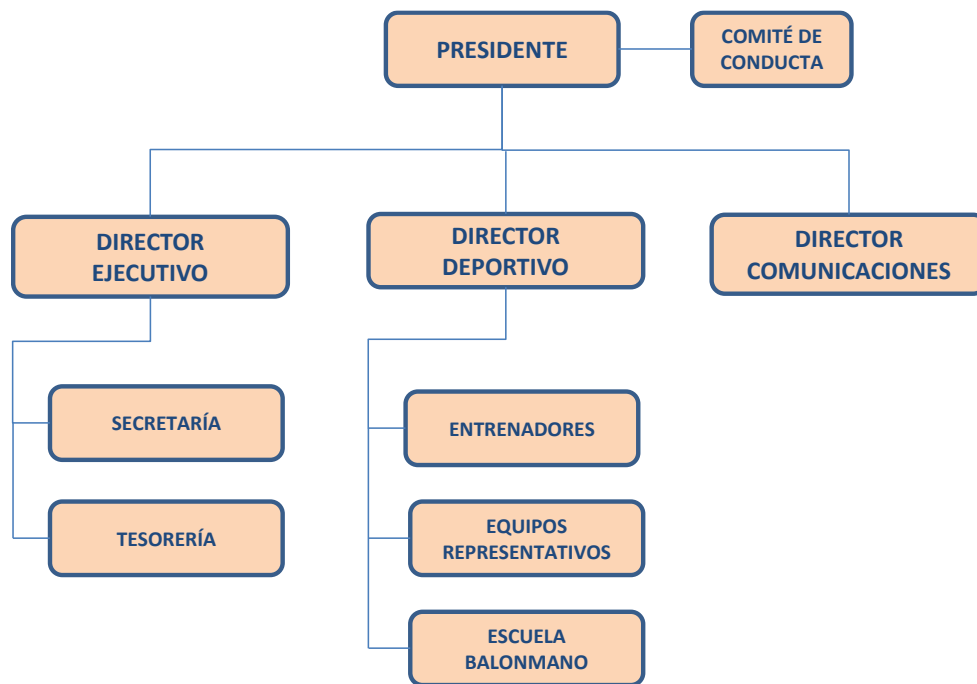 PRESIDENTE
COMITÉ DE
CONDUCTA
DIRECTOR
EJECUTIVO
DIRECTOR
DEPORTIVO
DIRECTOR
COMUNICACIONES
SECRETARÍA
TESORERÍA
ENTRENADORES
EQUIPOS
REPRESENTATIVOS
ESCUELA
BALONMANO